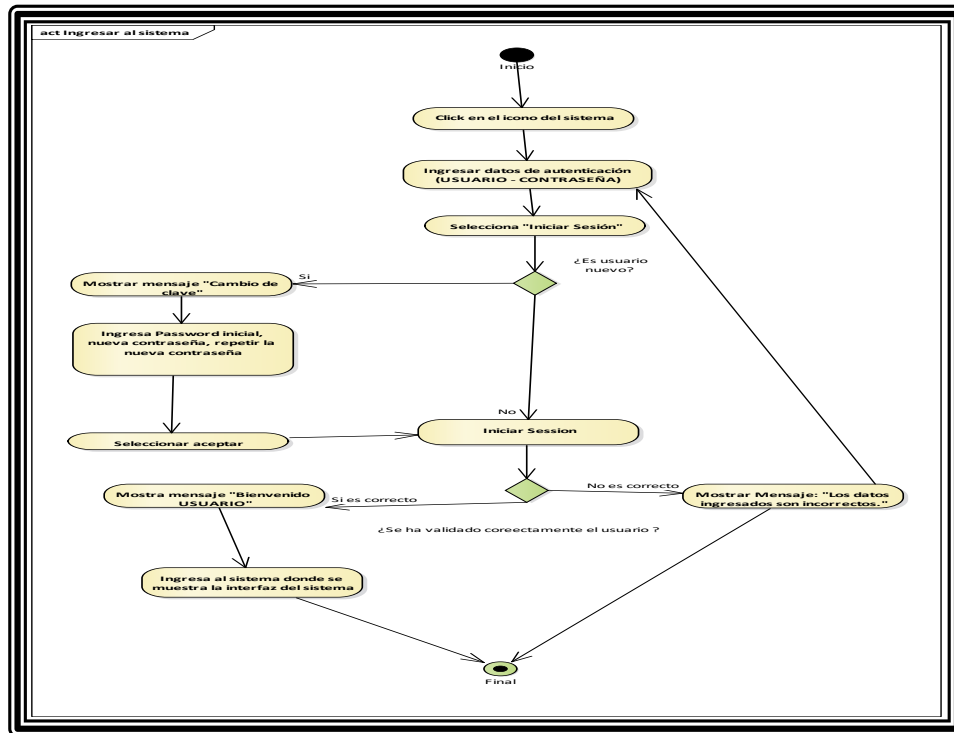 act Ingresar al sistema
Inicio
Click en el icono del sistema
Ingresar datos de autenticación
(USUARIO - CONTRASEÑA)
Selecciona "Iniciar Sesión"
¿Es usuario
nuevo?
Si
Mostrar mensaje "Cambio de
clave"
Ingresa Password inicial,
nueva contraseña, repetir la
nueva contraseña
No
Iniciar Session
Seleccionar aceptar
Mostra mensaje "Bienvenido
USUARIO"
Si es correcto
No es correcto
Mostrar Mensaje: "Los datos
ingresados son incorrectos."
¿Se ha validado coreectamente el usuario ?
Ingresa al sistema donde se
muestra la interfaz del sistema
Final